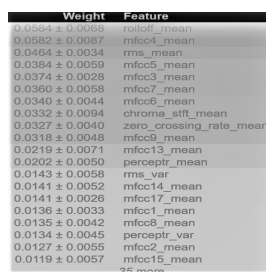 Weight Feature
0.0584 ± 0.0068 rolloff_mean
0.0582 ± 0.0087 mfcc4_mean
0.0464 ± 0.0034 rms_mean
0.0384 ± 0.0059 mfcc5_mean
0.0374 ± 0.0028 mfcc3_mean
0.0360 ± 0.0058 mfcc7_mean
0.0340 ± 0.0044 mfcc6_mean
0.0332 ± 0.0094 chroma_stft_mean
0.0327 ± 0.0040 zero_crossing_rate_mean
0.0318 ± 0.0048 mfcc9_mean
0.0219 ± 0.0071 mfcc13_mean
0.0202 ± 0.0050 perceptr_mean
0.0143 ± 0.0058 rms_var
0.0141 ± 0.0052 mfcc14_mean
0.0141 ± 0.0026 mfcc17_mean
0.0136 ± 0.0033 mfcc1_mean
0.0135 ± 0.0042 mfcc8_mean
0.0134 ± 0.0045 perceptr_var
0.0127 ± 0.0055 mfcc2_mean
0.0119 ± 0.0057 mfcc15_mean
35 more